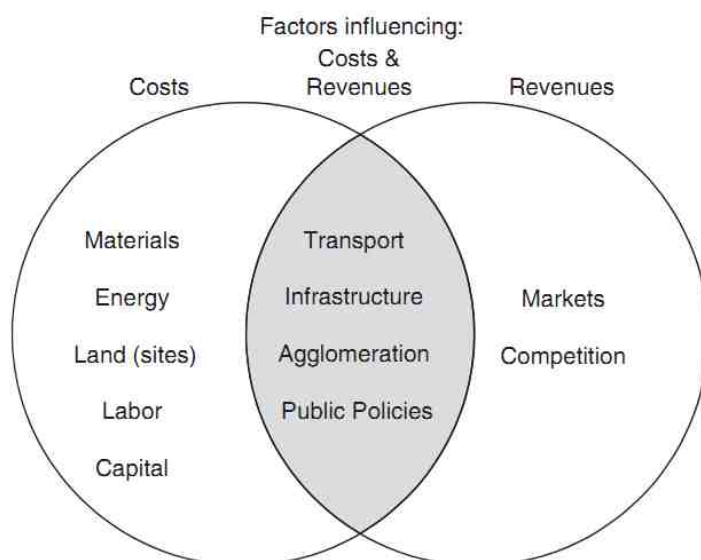 Factors influencing:
Costs &
Costs
Revenues
Revenues
Materials
Energy
Land (sites)
Labor
Capital
Transport
Infrastructure
Agglomeration
Public Policies
Markets
Competition